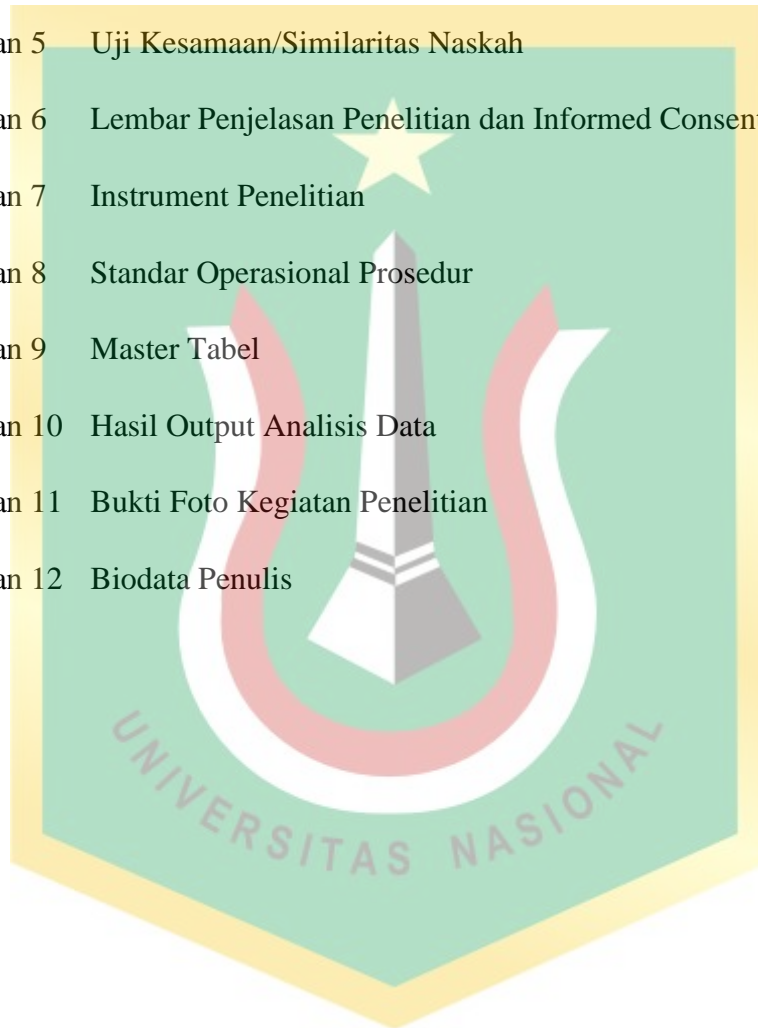 an 5 Uji Kesamaan/Similaritas Naskah
an 6 Lembar Penjelasan Penelitian dan Informed Consent
an 7 Instrument Penelitian
an 8 Standar Operasional Prosedur
an 9 Master Tabel
an 10 Hasil Output Analisis Data
an 11 Bukti Foto Kegiatan Penelitian
an 12 Biodata Penulis
UNIVERSITAS NASIONAL